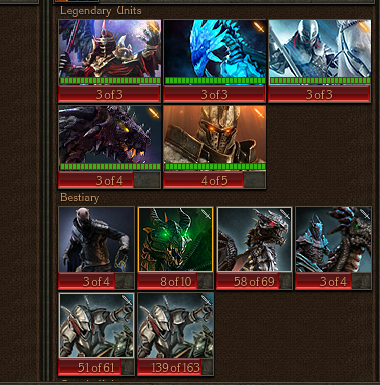 Legendary Units
3 of 3
3 of 3
3 of 3
3 of 4
4 of 5
Bestiary
3 of 4
8 of 10
58 of 69
3 of 4
51 of 61
139 of 163